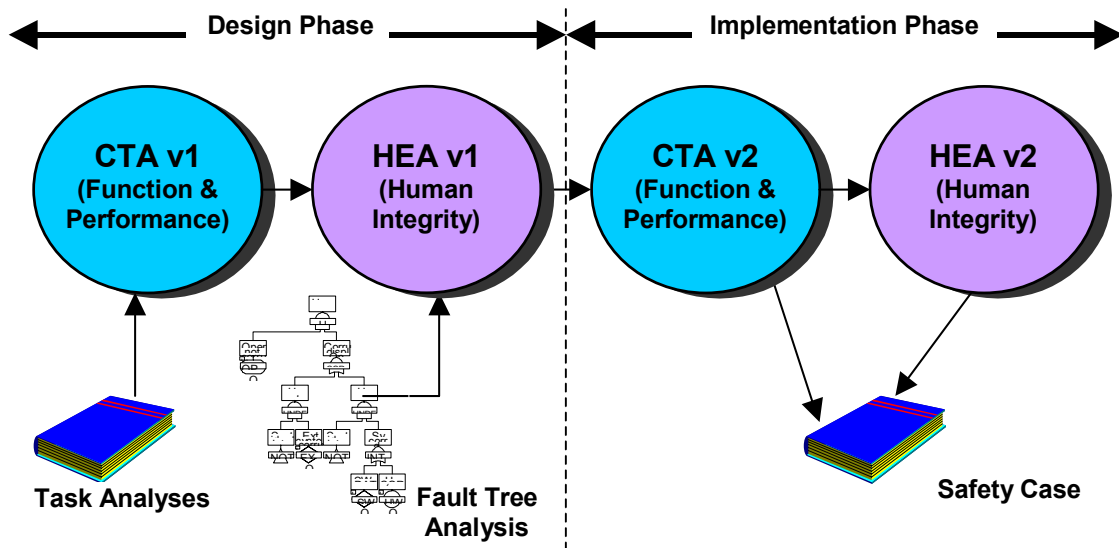 Design Phase
Implementation Phase
CTA v1
(Function &
Performance)
HEA v1
(Human
Integrity)
CTA v2
(Function &
Performance)
HEA v2
(Human
Integrity)
Task Analyses
Fault Tree
Analysis
Safety Case